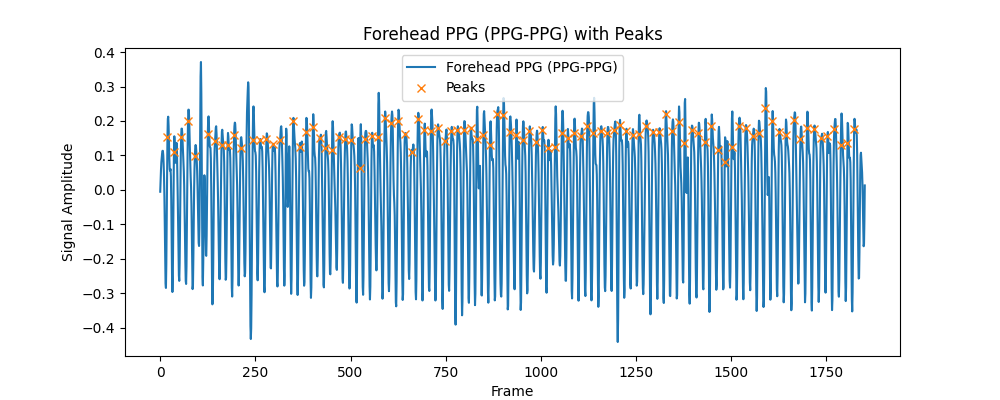 Forehead PPG (PPG-PPG) with Peaks
Forehead PPG (PPG-PPG)
Peaks
0.4
0.3
0.2
0.1
0.0
−0.1
−0.2
−0.3
−0.4
Signal Amplitude
0 250 500 750 1000 1250 1500 1750
Frame